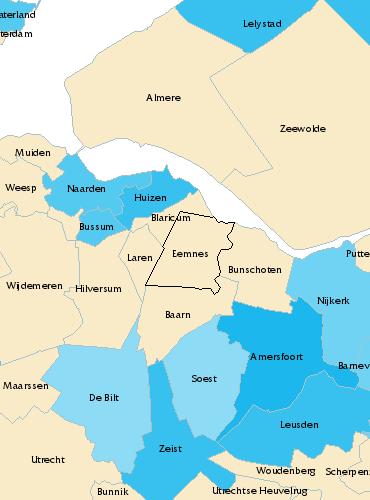 aterland
terdam
Lelystad
Almere
Zeewolde
Muiden
Weesp
Naarden
Huizen
Blaricum
Bussum
Laren
Eemnes
Bunschoten
Putte
Wijdemeren
Hilversum
Nijkerk
Baarn
Amersfoort
Barnev
Maarssen
De Bilt
Soest
Leusden
Zeist
Utrecht
Woudenberg
Scherpenz
Bunnik
Utrechtse Heuvelrug